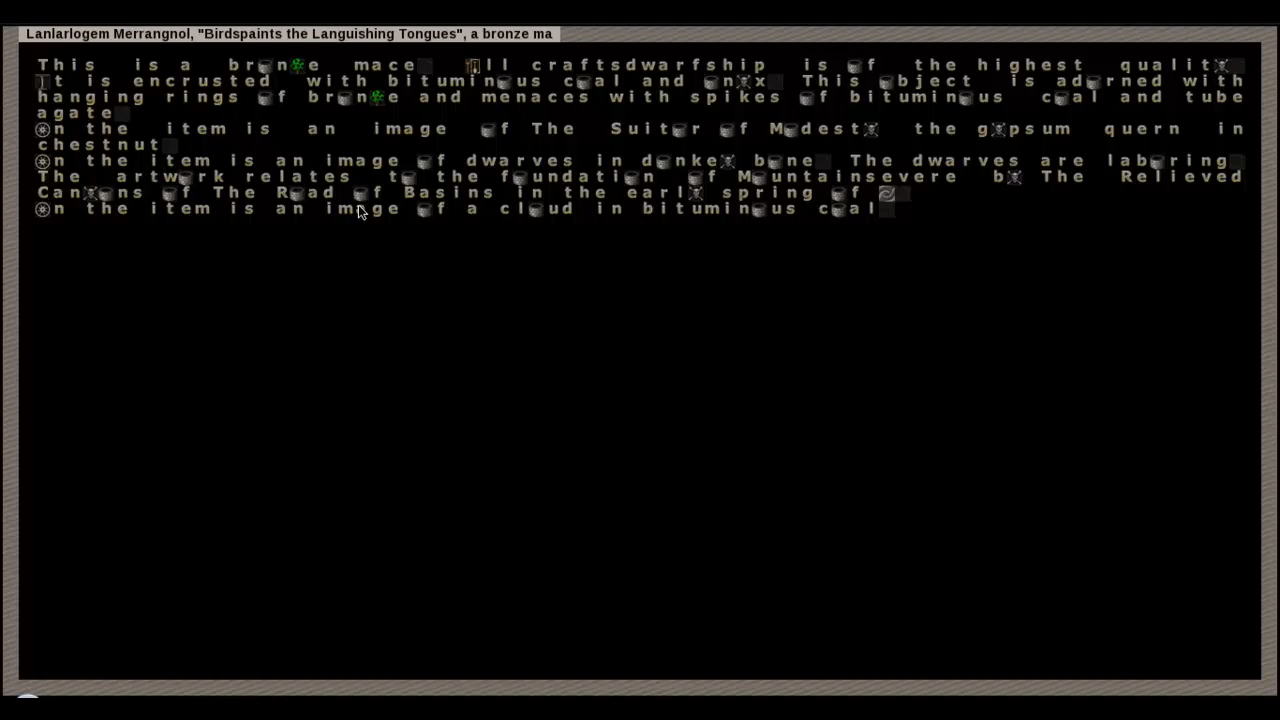 Lanlarlogem Merrangnol, "Birdspaints the Languishing Tongues", a bronze ma
This is a bronze mace. All craftsdwarfship is of the highest quality.
It is encrusted with bituminous coal and onyx. This object is adorned with
hanging rings of bronze and menaces with spikes of bituminous coal and tube
agate.
On the item is an image of The Suitor of Modesty the gypsum quern in
chestnut.
On the item is an image of dwarves in donkey bone. The dwarves are laboring.
The artwork relates to the foundation of Mountainsevere by The Relieved
Canyons of The Road of Basins in the early spring of
On the item is an image of a cloud in bituminous coal.